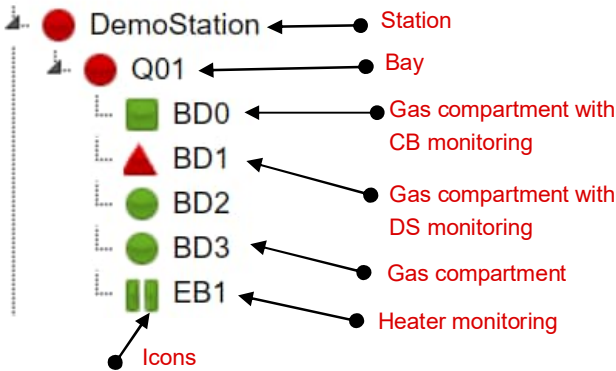 DemoStation
Station
Q01
Bay
BD0
Gas compartment with
CB monitoring
BD1
Gas compartment with
DS monitoring
BD2
BD3
Gas compartment
EB1
Heater monitoring
Icons